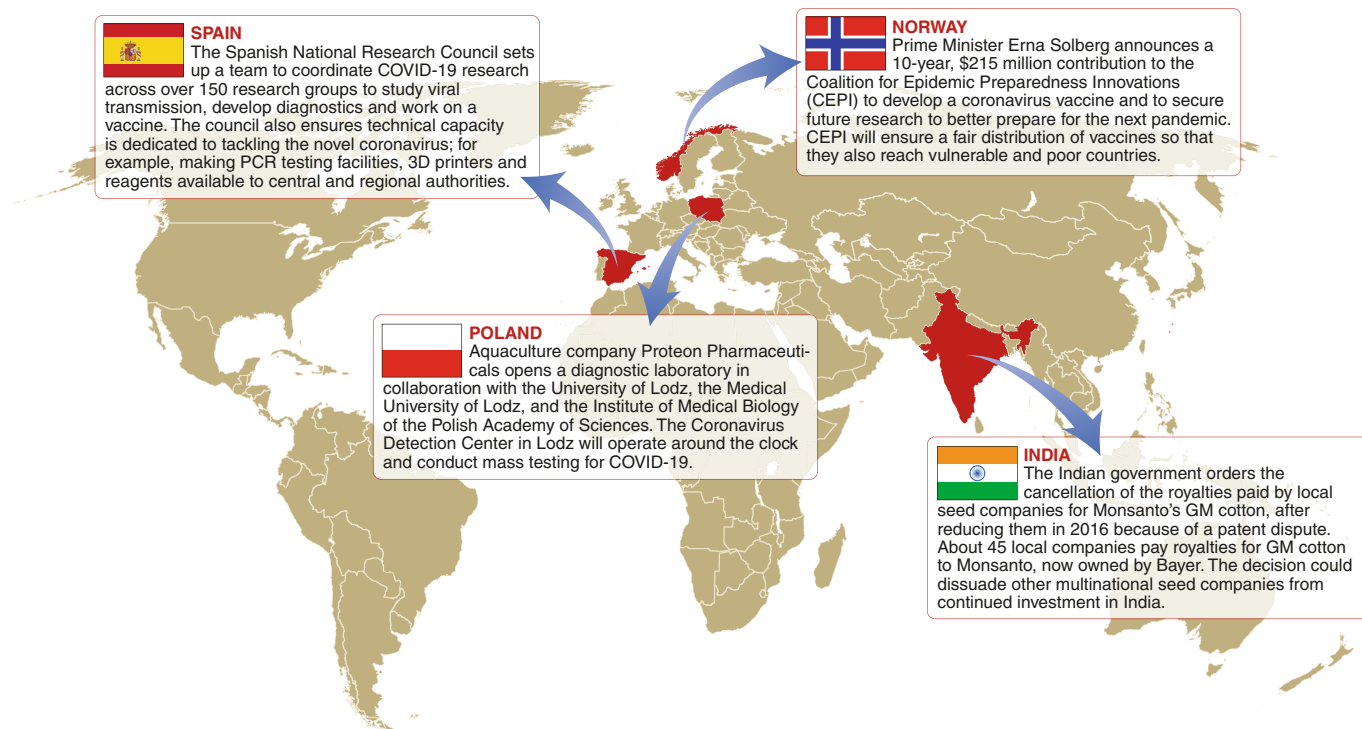 SPAIN
The Spanish National Research Council sets
up a team to coordinate COVID-19 research
across over 150 research groups to study viral
transmission, develop diagnostics and work on a
vaccine. The council also ensures technical capacity
is dedicated to tackling the novel coronavirus; for
example, making PCR testing facilities, 3D printers and
reagents available to central and regional authorities.
NORWAY
Prime Minister Erna Solberg announces a
10-year, $215 million contribution to the
Coalition for Epidemic Preparedness Innovations
(CEPI) to develop a coronavirus vaccine and to secure
future research to better prepare for the next pandemic.
CEPI will ensure a fair distribution of vaccines so that
they also reach vulnerable and poor countries.
POLAND
Aquaculture company Proteon Pharmaceuti-
cals opens a diagnostic laboratory in
collaboration with the University of Lodz, the Medical
University of Lodz, and the Institute of Medical Biology
of the Polish Academy of Sciences. The Coronavirus
Detection Center in Lodz will operate around the clock
and conduct mass testing for COVID-19.
INDIA
The Indian government orders the
cancellation of the royalties paid by local
seed companies for Monsanto's GM cotton, after
reducing them in 2016 because of a patent dispute.
About 45 local companies pay royalties for GM cotton
to Monsanto, now owned by Bayer. The decision could
dissuade other multinational seed companies from
continued investment in India.